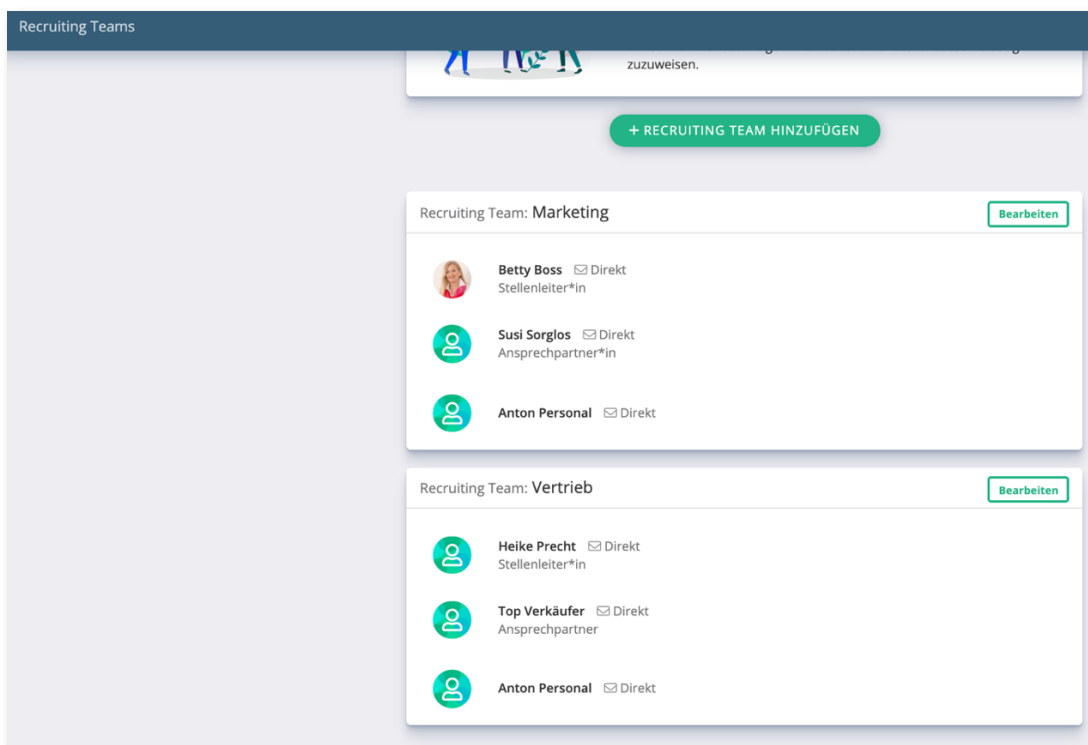 Recruiting Teams
zuzuweisen.
+ RECRUITING TEAM HINZUFÜGEN
Recruiting Team: Marketing
Bearbeiten
Betty Boss Direkt
Stellenleiter*in
Susi Sorglos Direkt
Ansprechpartner*in
Anton Personal Direkt
Recruiting Team: Vertrieb
Bearbeiten
Heike Precht Direkt
Stellenleiter*in
Top Verkäufer Direkt
Ansprechpartner
Anton Personal Direkt